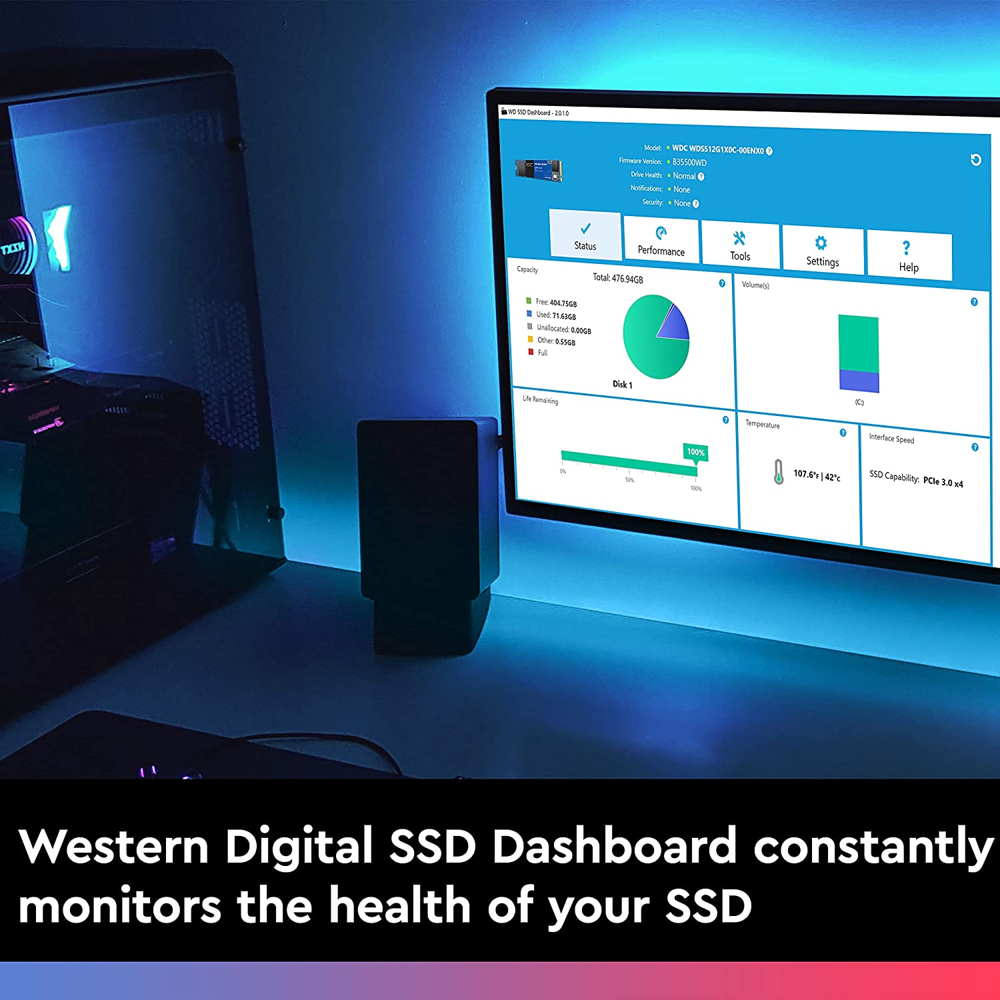 WD SSD Dashboard - 2.0.1.0
Model: WDC WDS512G1X0C-00ENX0 ?
Firmware Version: B35500WD
Drive Health: Normal ?
Notifications: None
Security: None ?
Status
Performance
Tools
? Help
Settings
Capacity
Total: 476.94GB
?
Free: 404.75GB
Used: 71.63GB
Unallocated: 0.00GB
Other: 0.55GB
Full
Disk 1
Volume(s)
?
(C:)
Life Remaining
?
100%
0%
50%
100%
Temperature
?
107.6°F | 42°C
Interface Speed
?
SSD Capability: PCIe 3.0 x4
NZXT
Western Digital SSD Dashboard constantly
monitors the health of your SSD